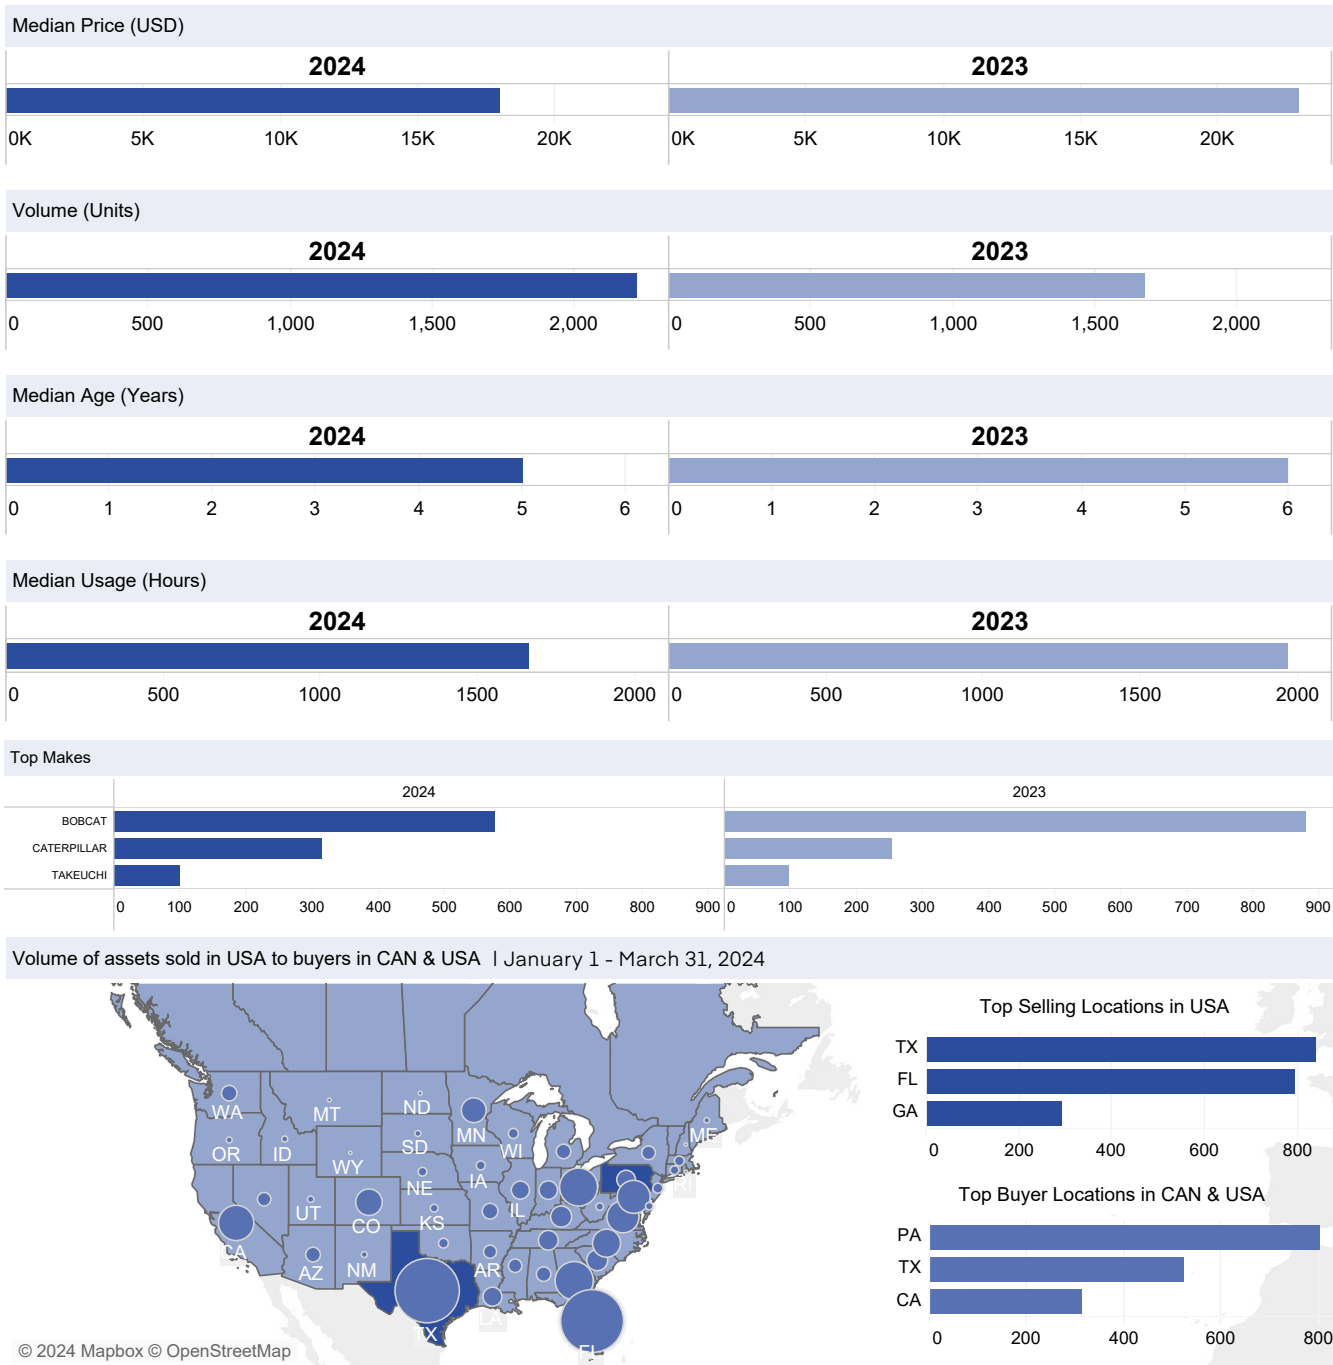 Median Price (USD)
2024 2023
0K 5K 10K 15K 20K 0K 5K 10K 15K 20K
Volume (Units)
2024 2023
0 500 1,000 1,500 2,000 0 500 1,000 1,500 2,000
Median Age (Years)
2024 2023
0 1 2 3 4 5 6 0 1 2 3 4 5 6
Median Usage (Hours)
2024 2023
0 500 1000 1500 2000 0 500 1000 1500 2000
Top Makes
2024 2023
BOBCAT
CATERPILLAR
TAKEUCHI
0 100 200 300 400 500 600 700 800 900 0 100 200 300 400 500 600 700 800 900
Volume of assets sold in USA to buyers in CAN & USA | January 1 - March 31, 2024
WA MT ND MN WI ME
OR ID WY SD IA RI
UT CO NE KS IL
CA AZ NM AR
TX LA FL
© 2024 Mapbox © OpenStreetMap
Top Selling Locations in USA
TX
FL
GA
0 200 400 600 800
Top Buyer Locations in CAN & USA
PA
TX
CA
0 200 400 600 800